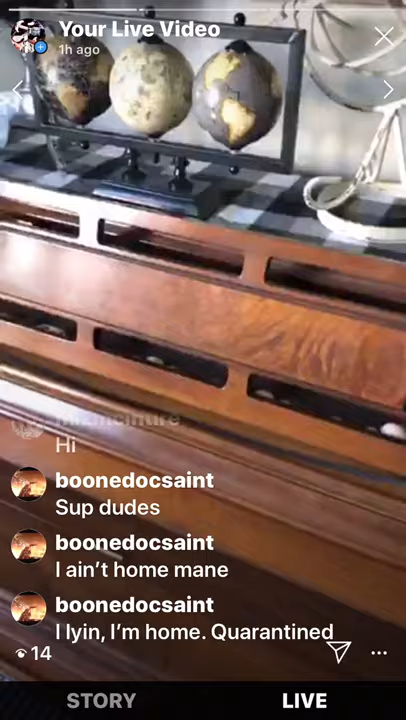 Your Live Video
1h ago
Hi
boonedocsaint
Sup dudes
boonedocsaint
I ain't home mane
boonedocsaint
I lyin, I'm home. Quarantined
14
STORY
LIVE